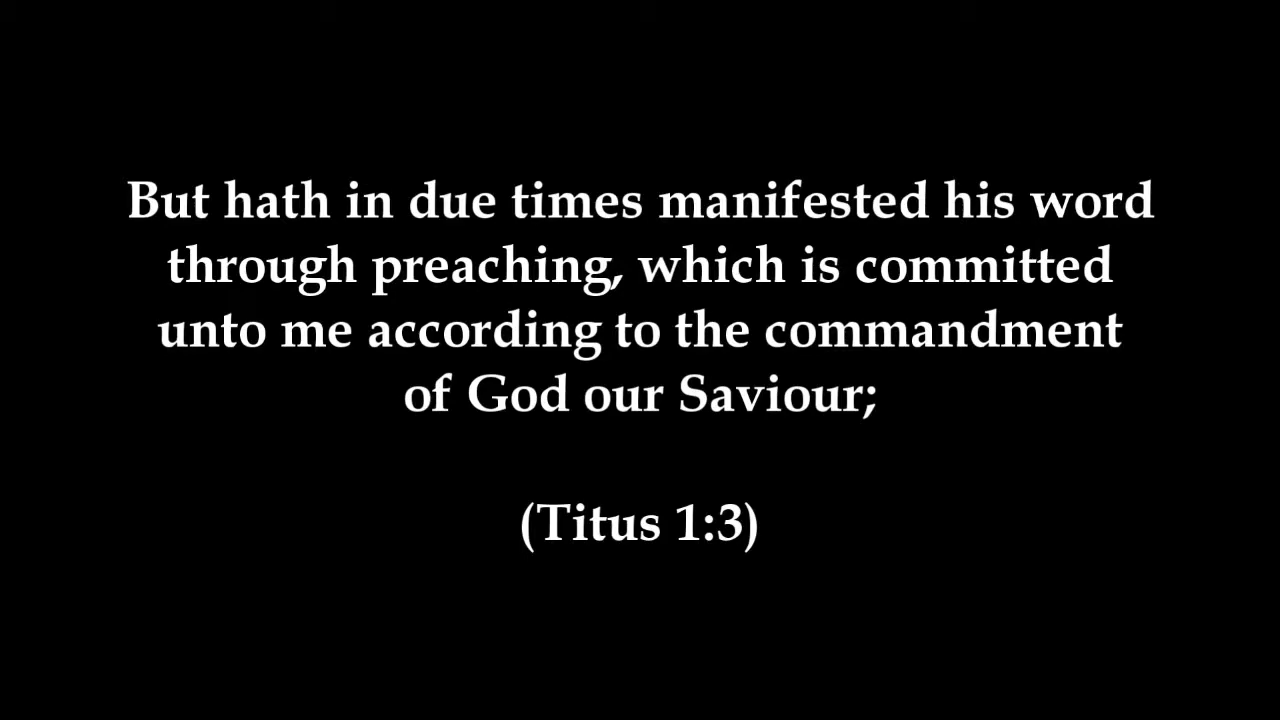 But hath in due times manifested his word
through preaching, which is committed
unto me according to the commandment
of God our Saviour;
(Titus 1:3)